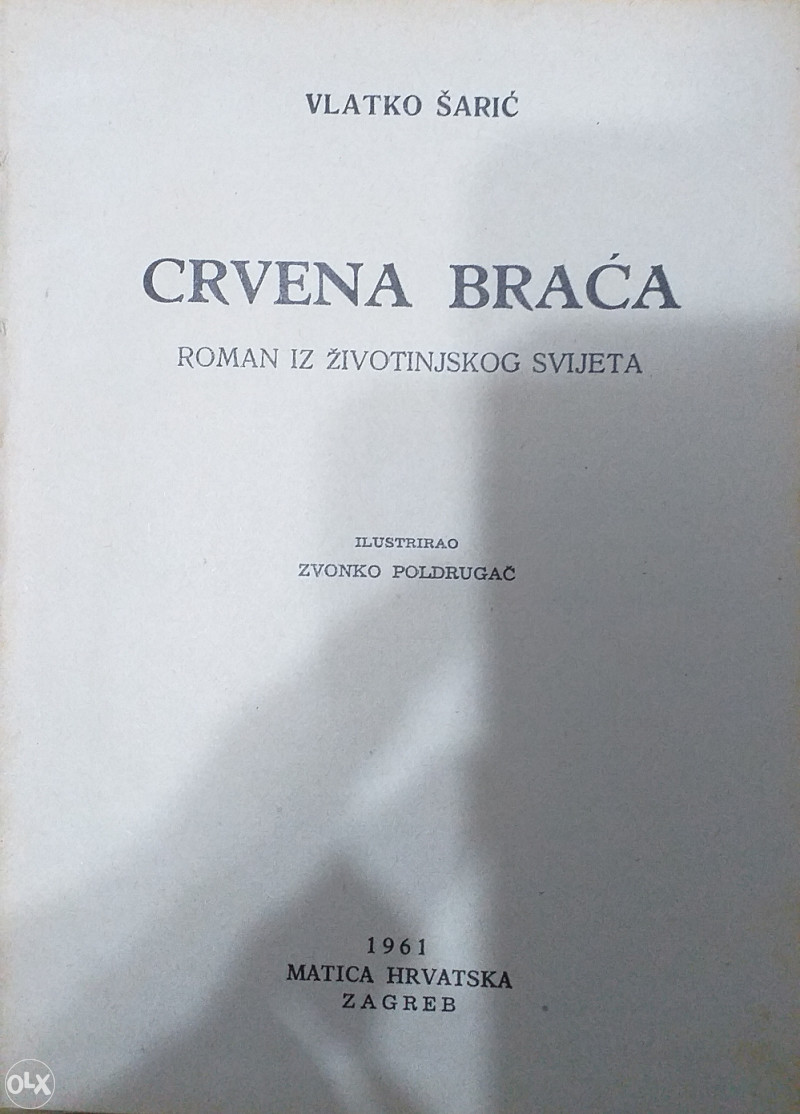 VLATKO ŠARIĆ
CRVENA BRAĆA
ROMAN IZ ŽIVOTINJSKOG SVIJETA
ILUSTRIRAO
ZVONKO POLDRUGAČ
1961
MATICA HRVATSKA
ZAGREB
OLX